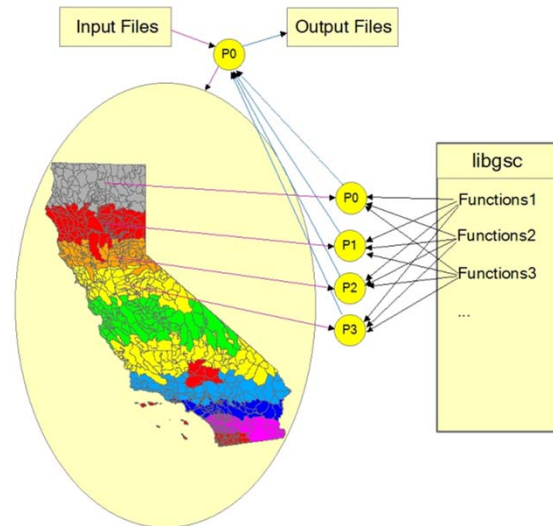 Input Files
Output Files
P0
libgsc
P0
Functions1
P1
Functions2
P2
Functions3
P3
...